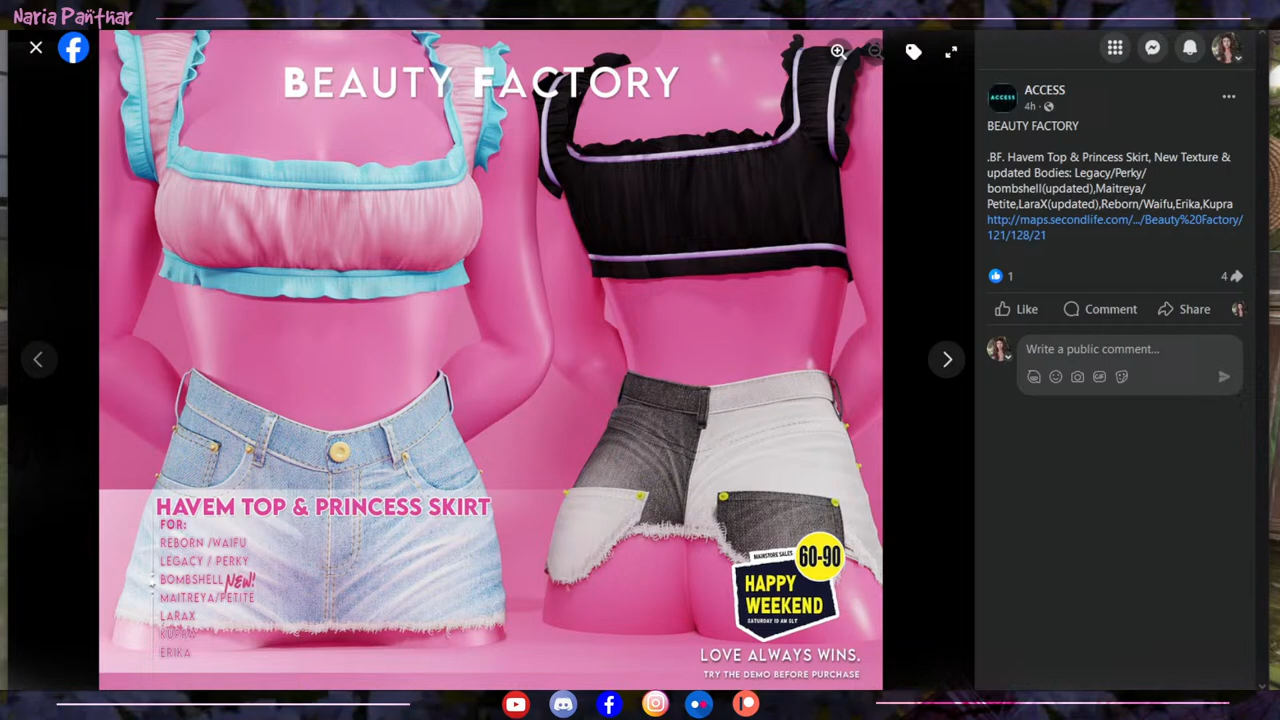 Naria Panthar
BEAUTY FACTORY
HAVEM TOP & PRINCESS SKIRT
FOR:
REBORN /WAIFU
LEGACY / PERKY
BOMBSHELL NEW!
MAITREYA/PETITE
LARAX
KUPRA
ERIKA
MAINSTORE SALES
60-90
HAPPY
WEEKEND
SATURDAY 10 AM SLT
LOVE ALWAYS WINS.
TRY THE DEMO BEFORE PURCHASE
ACCESS
ACCESS
4h ·
BEAUTY FACTORY
.BF. Havem Top & Princess Skirt, New Texture &
updated Bodies: Legacy/Perky/
bombshell(updated),Maitreya/
Petite,LaraX(updated),Reborn/Waifu,Erika,Kupra
http://maps.secondlife.com/.../Beauty%20Factory/
121/128/21
1
4
Like
Comment
Share
Write a public comment...
GIF